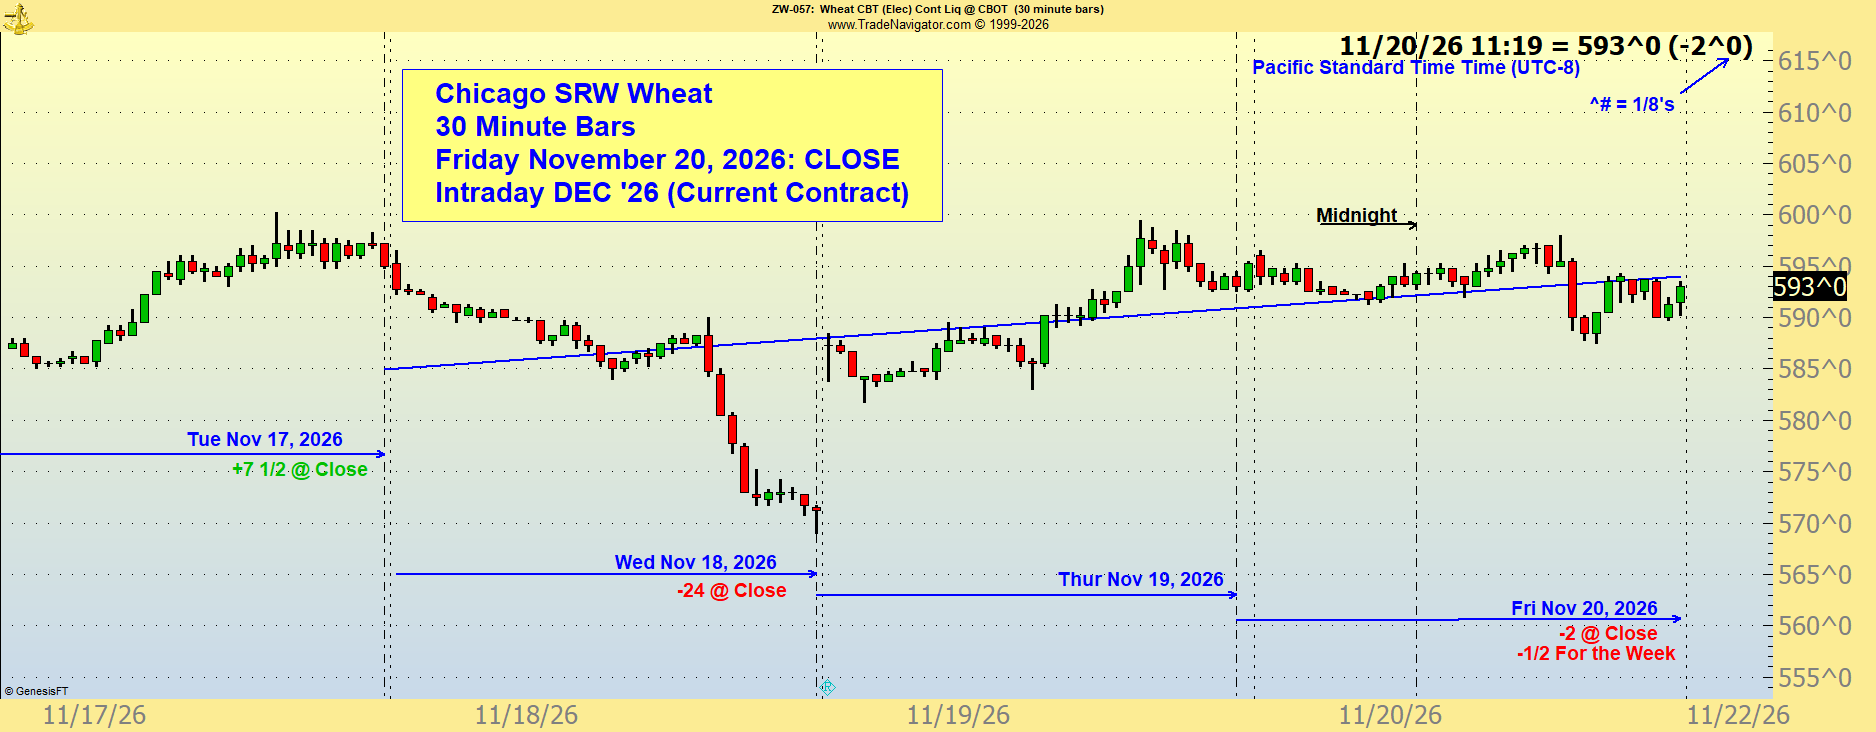 ZW-057: Wheat CBT (Elec) Cont Liq @ CBOT (30 minute bars)
www.TradeNavigator.com © 1999-2026
11/20/26 11:19 = 593^0 (-2^0)
Pacific Standard Time Time (UTC-8)
^# = 1/8's
Chicago SRW Wheat
30 Minute Bars
Friday November 20, 2026: CLOSE
Intraday DEC '26 (Current Contract)
Midnight
615^0
610^0
605^0
600^0
595^0
593^0
590^0
585^0
580^0
575^0
570^0
565^0
560^0
555^0
Tue Nov 17, 2026
+7 1/2 @ Close
Wed Nov 18, 2026
-24 @ Close
Thur Nov 19, 2026
Fri Nov 20, 2026
-2 @ Close
-1/2 For the Week
R
© GenesisFT
11/17/26
11/18/26
11/19/26
11/20/26
11/22/26